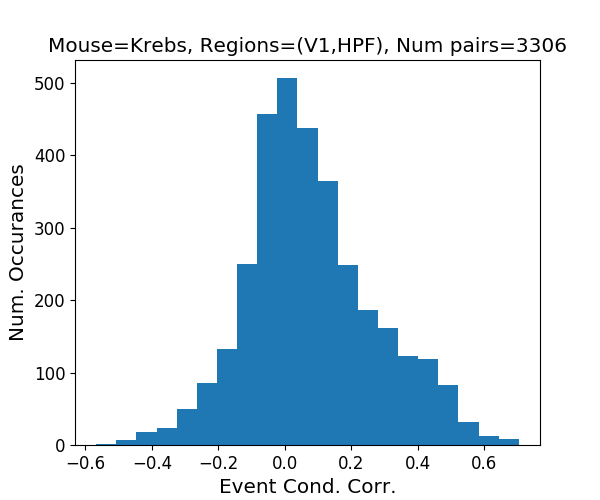 Mouse=Krebs, Regions=(V1,HPF), Num pairs=3306
500
400
300
200
100
0
Num. Occurances
−0.6 −0.4 −0.2 0.0 0.2 0.4 0.6
Event Cond. Corr.